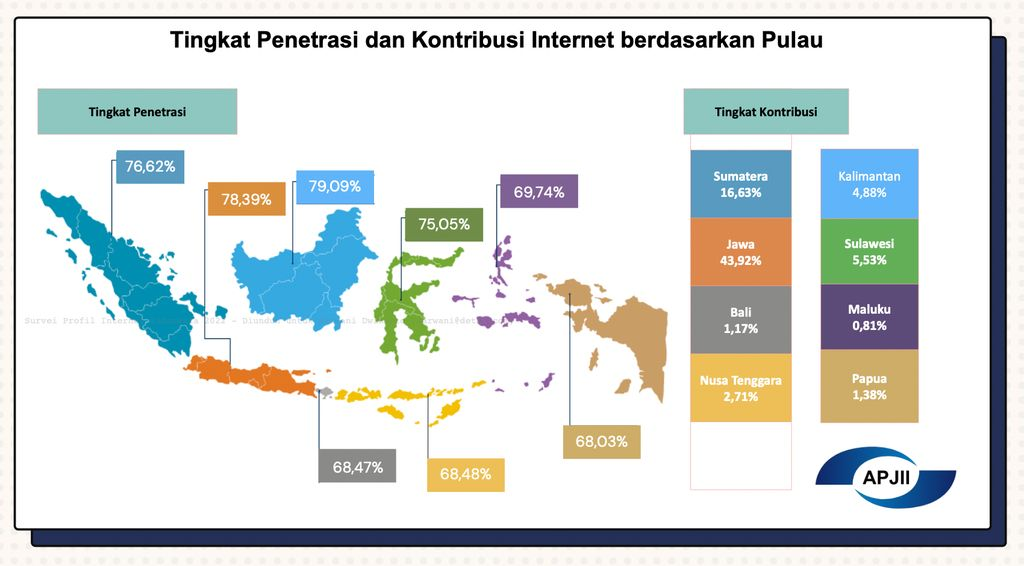 Tingkat Penetrasi dan Kontribusi Internet berdasarkan Pulau
Tingkat Penetrasi
76,62%
78,39%
79,09%
75,05%
69,74%
68,47%
68,48%
68,03%
Survei Profil
Tingkat Kontribusi
Sumatera
16,63%
Jawa
43,92%
Bali
1,17%
Nusa Tenggara
2,71%
Kalimantan
4,88%
Sulawesi
5,53%
Maluku
0,81%
Papua
1,38%
APJII